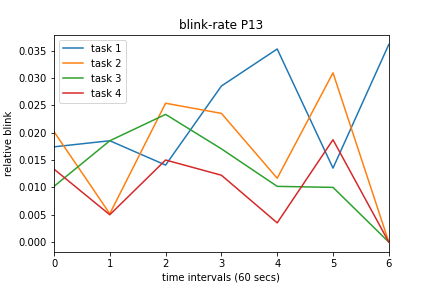 blink-rate P13
task 1
task 2
task 3
task 4
relative blink
0.035
0.030
0.025
0.020
0.015
0.010
0.005
0.000
0 1 2 3 4 5 6
time intervals (60 secs)